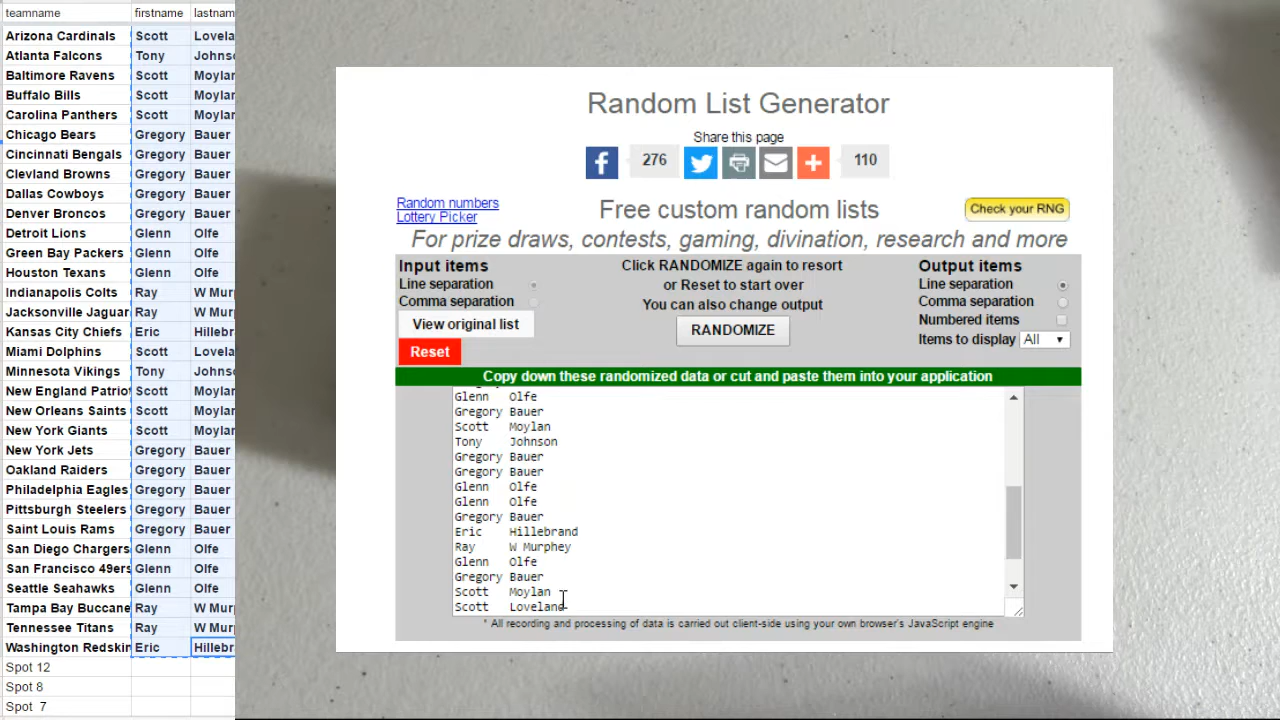 teamname firstname lastnam
Arizona Cardinals Scott Lovela
Atlanta Falcons Tony Johns
Baltimore Ravens Scott Moylar
Buffalo Bills Scott Moylar
Carolina Panthers Scott Moylar
Chicago Bears Gregory Bauer
Cincinnati Bengals Gregory Bauer
Clevland Browns Gregory Bauer
Dallas Cowboys Gregory Bauer
Denver Broncos Gregory Bauer
Detroit Lions Glenn Olfe
Green Bay Packers Glenn Olfe
Houston Texans Glenn Olfe
Indianapolis Colts Ray W Mur
Jacksonville Jaguar Ray W Mur
Kansas City Chiefs Eric Hillebr
Miami Dolphins Scott Lovela
Minnesota Vikings Tony Johns
New England Patriot Scott Moylar
New Orleans Saints Scott Moylar
New York Giants Scott Moylar
New York Jets Gregory Bauer
Oakland Raiders Gregory Bauer
Philadelphia Eagles Gregory Bauer
Pittsburgh Steelers Gregory Bauer
Saint Louis Rams Gregory Bauer
San Diego Chargers Glenn Olfe
San Francisco 49ers Glenn Olfe
Seattle Seahawks Glenn Olfe
Tampa Bay Buccane Ray W Mur
Tennessee Titans Ray W Mur
Washington Redskin Eric Hillebr
Spot 12
Spot 8
Spot 7
Random List Generator
Share this page
276 110
Random numbers
Lottery Picker
Free custom random lists
Check your RNG
For prize draws, contests, gaming, divination, research and more
Input items
Line separation
Comma separation
View original list
Reset
Click RANDOMIZE again to resort
or Reset to start over
You can also change output
RANDOMIZE
Output items
Line separation
Comma separation
Numbered items
Items to display All
Copy down these randomized data or cut and paste them into your application
Glenn Olfe
Gregory Bauer
Scott Moylan
Tony Johnson
Gregory Bauer
Gregory Bauer
Glenn Olfe
Glenn Olfe
Gregory Bauer
Eric Hillebrand
Ray W Murphey
Glenn Olfe
Gregory Bauer
Scott Moylan
Scott Loveland
* All recording and processing of data is carried out client-side using your own browser's JavaScript engine